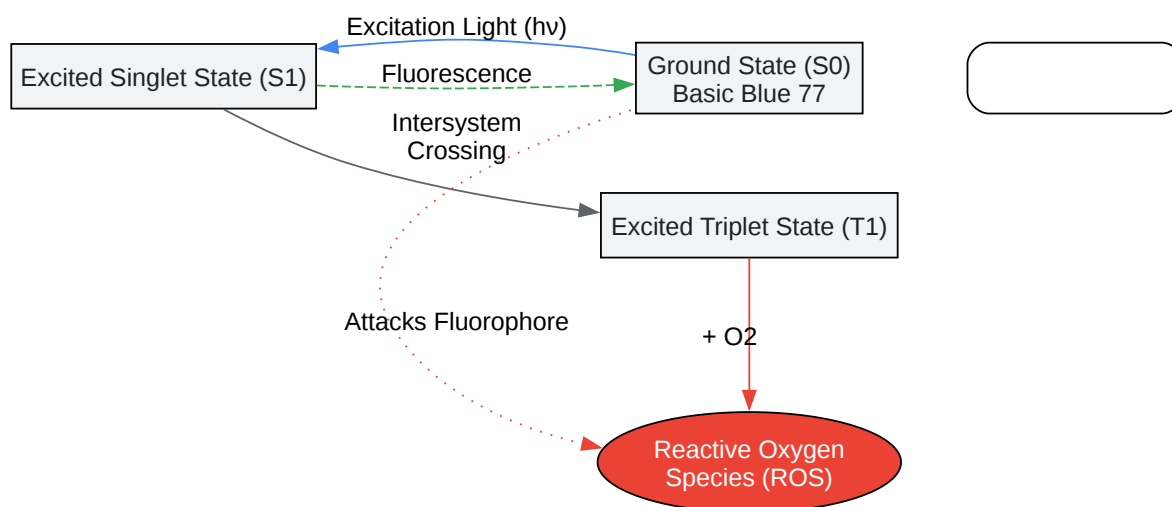 Excitation Light (hν)
Excited Singlet State (S1)
Fluorescence
Ground State (S0)
Basic Blue 77
Intersystem
Crossing
Excited Triplet State (T1)
Attacks Fluorophore
+ O2
Reactive Oxygen
Species (ROS)